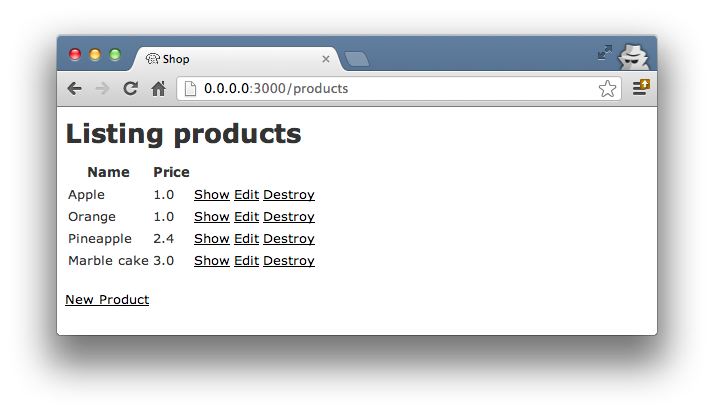 Shop
0.0.0.0:3000/products
Listing products
Name Price
Apple 1.0 Show Edit Destroy
Orange 1.0 Show Edit Destroy
Pineapple 2.4 Show Edit Destroy
Marble cake 3.0 Show Edit Destroy
New Product